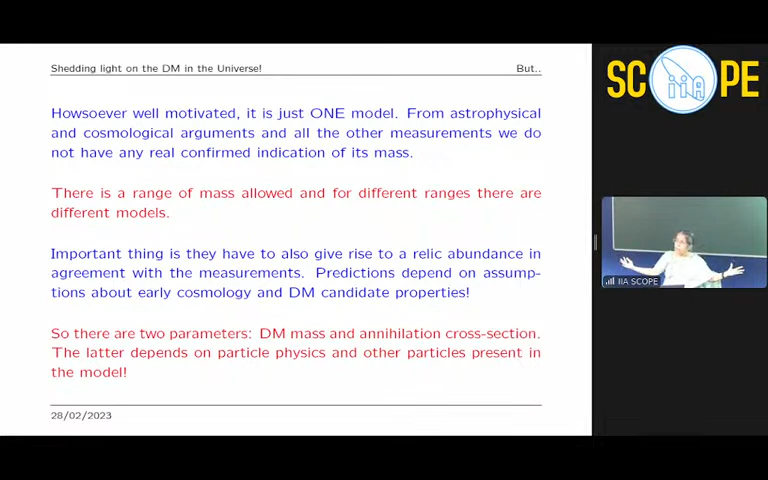 Shedding light on the DM in the Universe! But..
SC PE
iiA
Howsoever well motivated, it is just ONE model. From astrophysical
and cosmological arguments and all the other measurements we do
not have any real confirmed indication of its mass.
There is a range of mass allowed and for different ranges there are
different models.
Important thing is they have to also give rise to a relic abundance in
agreement with the measurements. Predictions depend on assump-
tions about early cosmology and DM candidate properties!
So there are two parameters: DM mass and annihilation cross-section.
The latter depends on particle physics and other particles present in
the model!
28/02/2023
IIA SCOPE